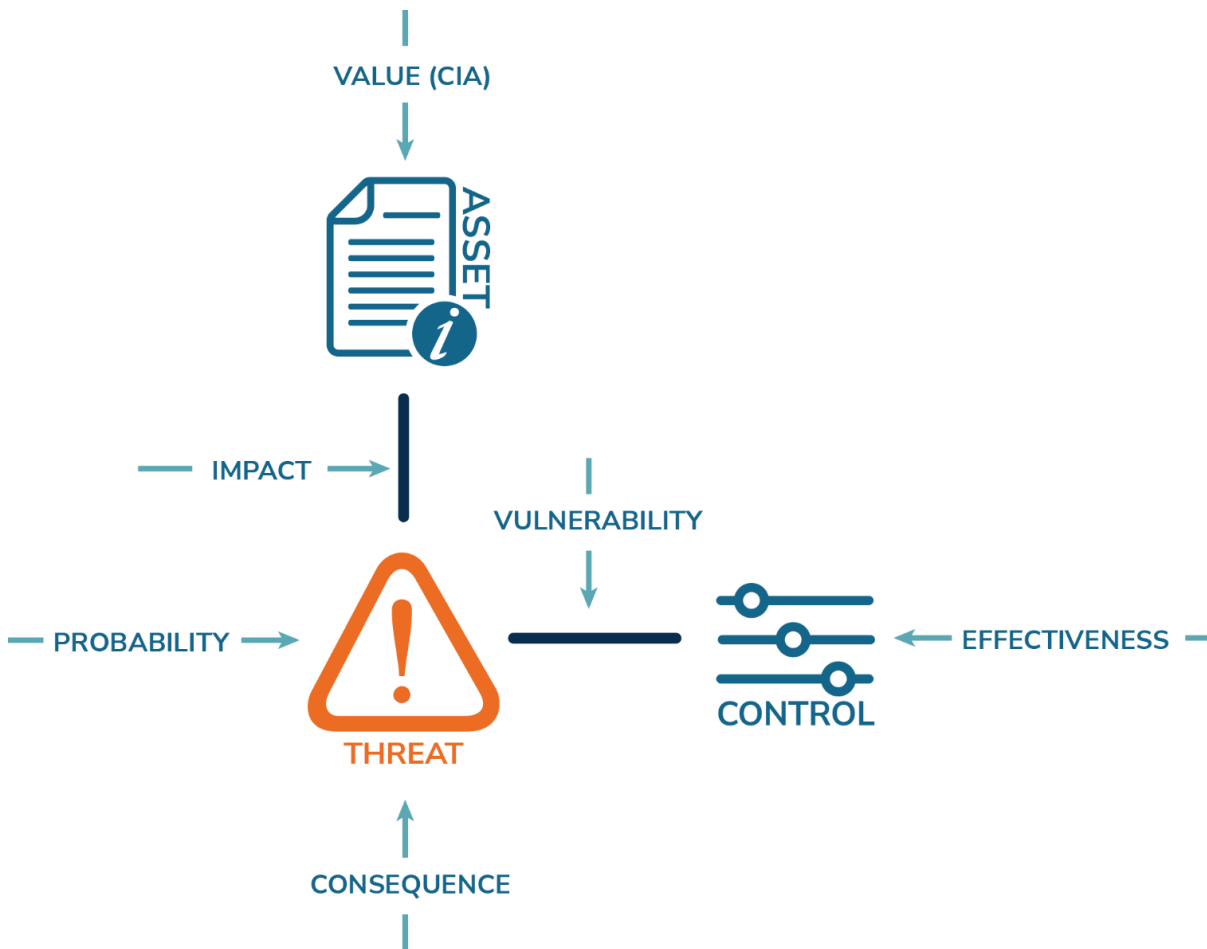 VALUE (CIA)
ASSET
i
IMPACT
VULNERABILITY
PROBABILITY
EFFECTIVENESS
CONTROL
!
THREAT
CONSEQUENCE